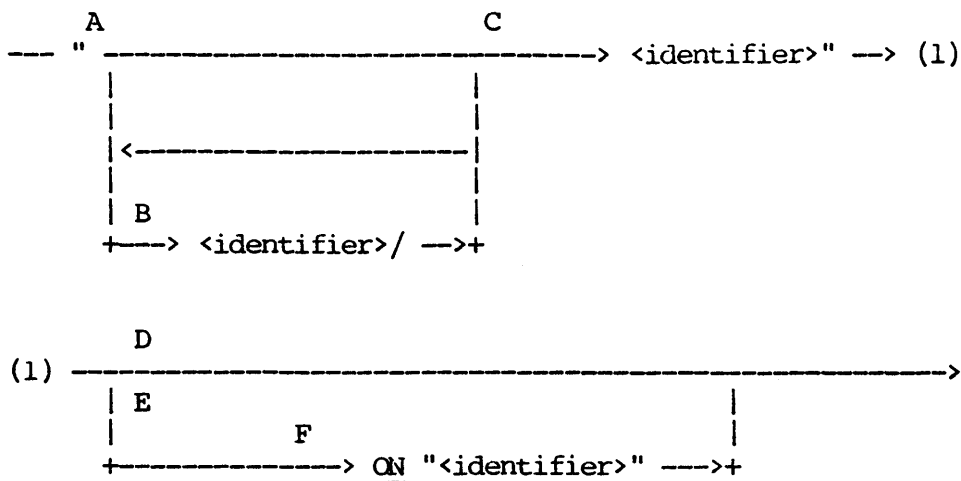 A C
--- " ----------------------------------> <identifier>" --> (1)
| |
| |
|<------------------------|
| |
| B |
+---> <identifier>/ -->+
D
(1) ------------------------------------------------------------>
| E |
| F |
+----------------> ON "<identifier>" --->+